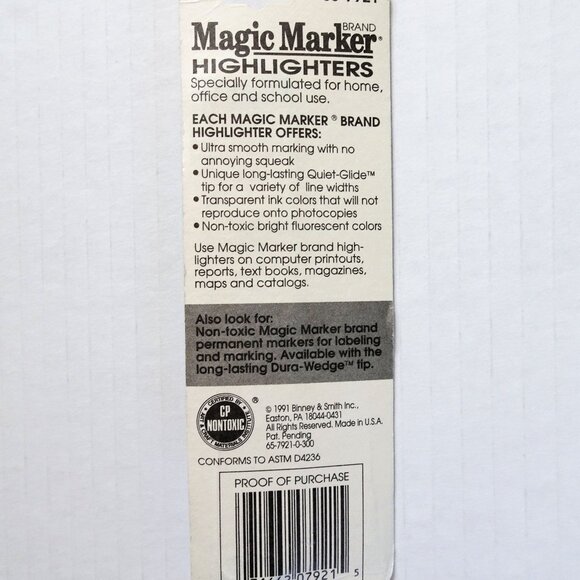 BRAND
Magic Marker®
HIGHLIGHTERS
Specially formulated for home,
office and school use.
EACH MAGIC MARKER® BRAND
HIGHLIGHTER OFFERS:
• Ultra smooth marking with no
annoying squeak
• Unique long-lasting Quiet-Glide™
tip for a variety of line widths
• Transparent ink colors that will not
reproduce onto photocopies
• Non-toxic bright fluorescent colors
Use Magic Marker brand high-
lighters on computer printouts,
reports, text books, magazines,
maps and catalogs.
Also look for:
Non-toxic Magic Marker brand
permanent markers for labeling
and marking. Available with the
long-lasting Dura-Wedge™ tip.
CERTIFIED BY
CP
NONTOXIC
®
© 1991 Binney & Smith Inc.,
Easton, PA 18044-0431
All Rights Reserved. Made in U.S.A.
Pat. Pending
65-7921-0-300
CONFORMS TO ASTM D4236
PROOF OF PURCHASE
07921
5